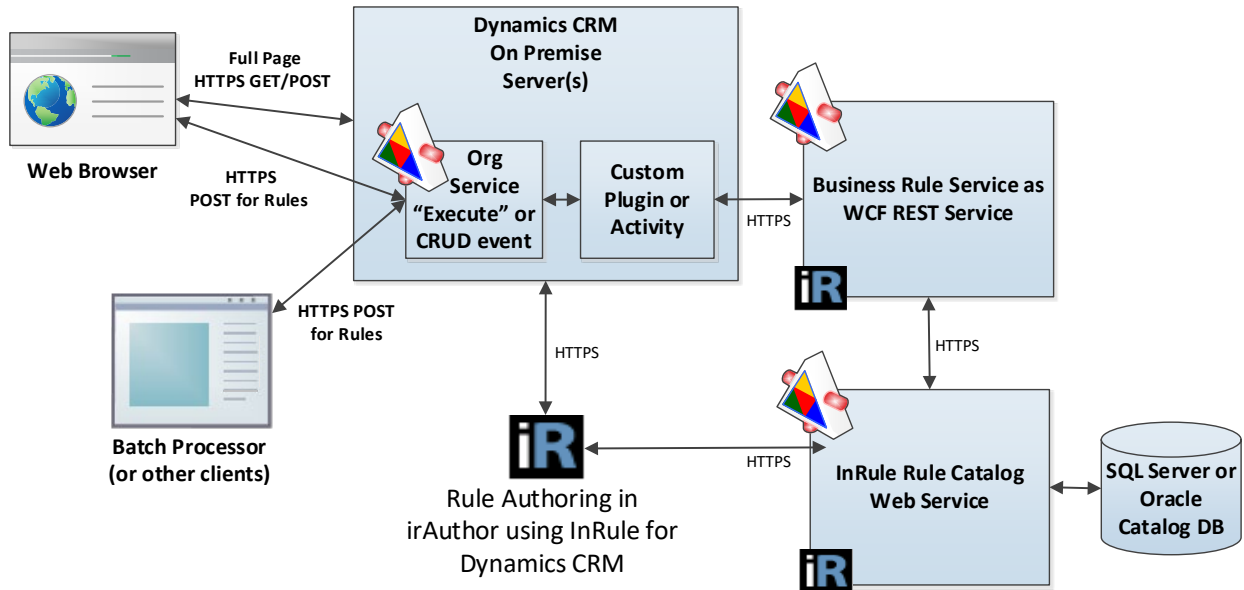 Dynamics CRM
On Premise
Server(s)
Full Page
HTTPS GET/POST
Web Browser
HTTPS
POST for Rules
Org
Service
“Execute” or
CRUD event
Custom
Plugin or
Activity
HTTPS
Business Rule Service as
WCF REST Service
iR
HTTPS POST
for Rules
Batch Processor
(or other clients)
HTTPS
HTTPS
iR
Rule Authoring in
irAuthor using InRule for
Dynamics CRM
HTTPS
InRule Rule Catalog
Web Service
iR
SQL Server or
Oracle
Catalog DB